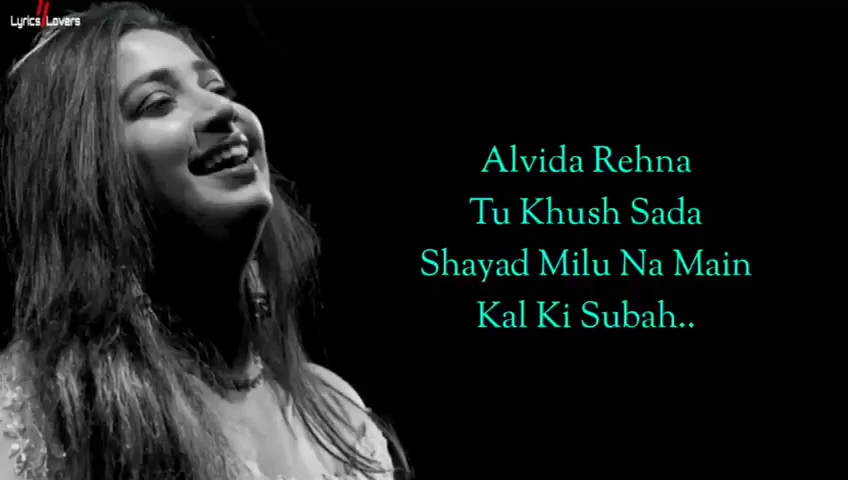 Lyrics Lovers
Alvida Rehna
Tu Khush Sada
Shayad Milu Na Main
Kal Ki Subah..